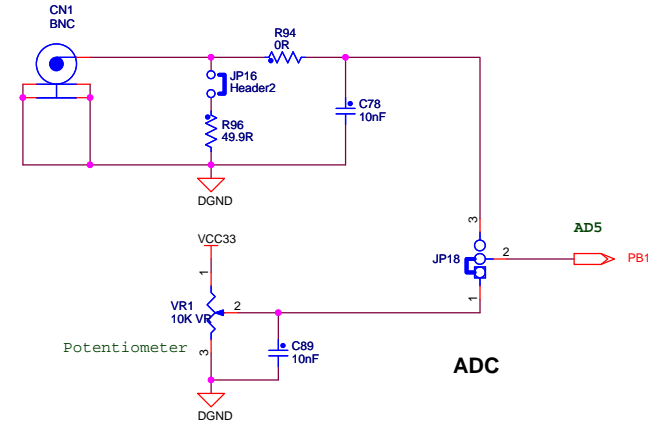 CN1
BNC
R94
0R
JP16
Header2
C78
10nF
R96
49.9R
DGND
3
AD5
VCC33
JP18
2
PB1
1
1
VR1
10K VR
2
Potentiometer
3
C89
10nF
ADC
DGND